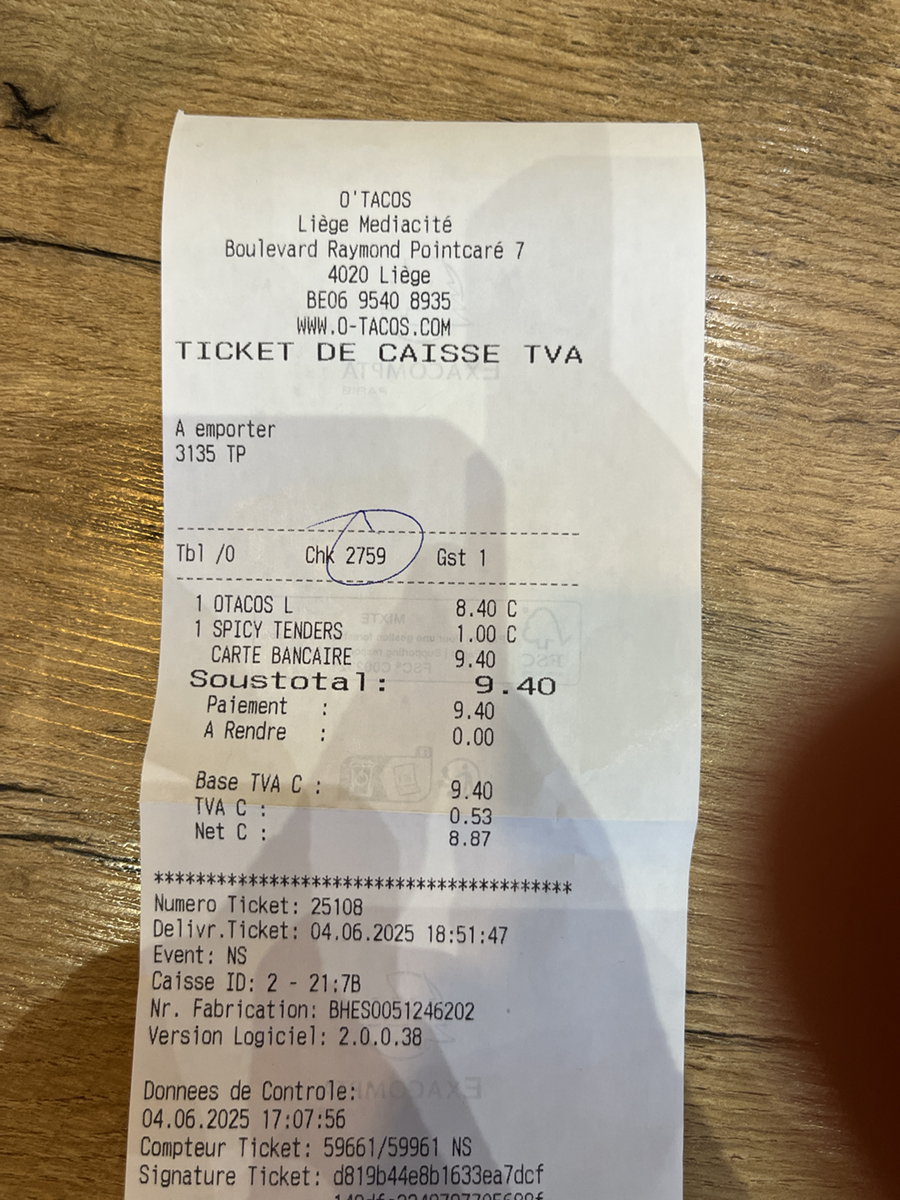 O'TACOS
Liège Mediacité
Boulevard Raymond Pointcaré 7
4020 Liège
BE06 9540 8935
WWW.O-TACOS.COM
TICKET DE CAISSE TVA
A emporter
3135 TP
Tbl /0 Chk 2759 Gst 1
1 OTACOS L 8.40 C
1 SPICY TENDERS 1.00 C
CARTE BANCAIRE 9.40
Soustotal: 9.40
Paiement : 9.40
A Rendre : 0.00
Base TVA C : 9.40
TVA C : 0.53
Net C : 8.87
****************************************
Numero Ticket: 25108
Delivr.Ticket: 04.06.2025 18:51:47
Event: NS
Caisse ID: 2 - 21:7B
Nr. Fabrication: BHES0051246202
Version Logiciel: 2.0.0.38
Donnees de Controle:
04.06.2025 17:07:56
Compteur Ticket: 59661/59961 NS
Signature Ticket: d819b44e8b1633ea7dcf